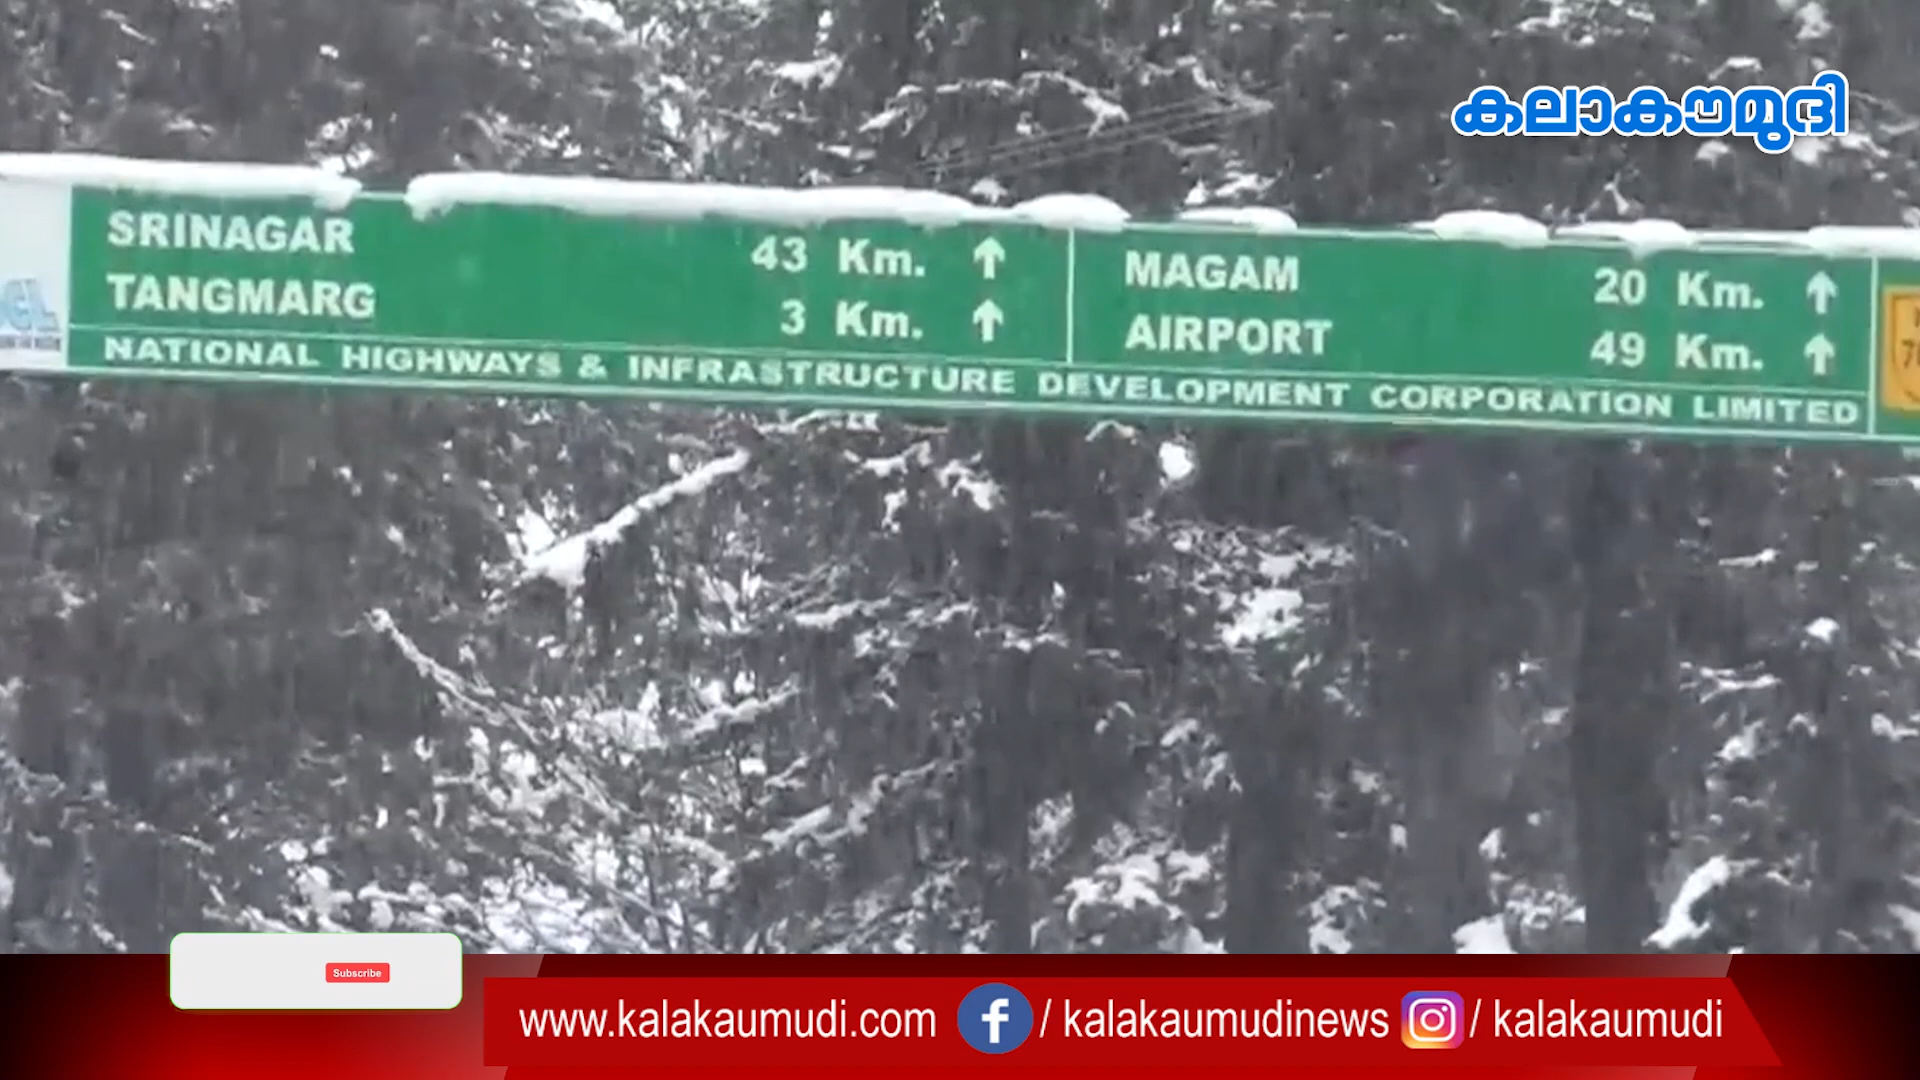 കലാകൗമുദി
SRINAGAR 43 Km. ↑
TANGMARG 3 Km. ↑
MAGAM 20 Km. ↑
AIRPORT 49 Km. ↑
NATIONAL HIGHWAYS & INFRASTRUCTURE DEVELOPMENT CORPORATION LIMITED
Subscribe
www.kalakaumudi.com / kalakaumudinews / kalakaumudi